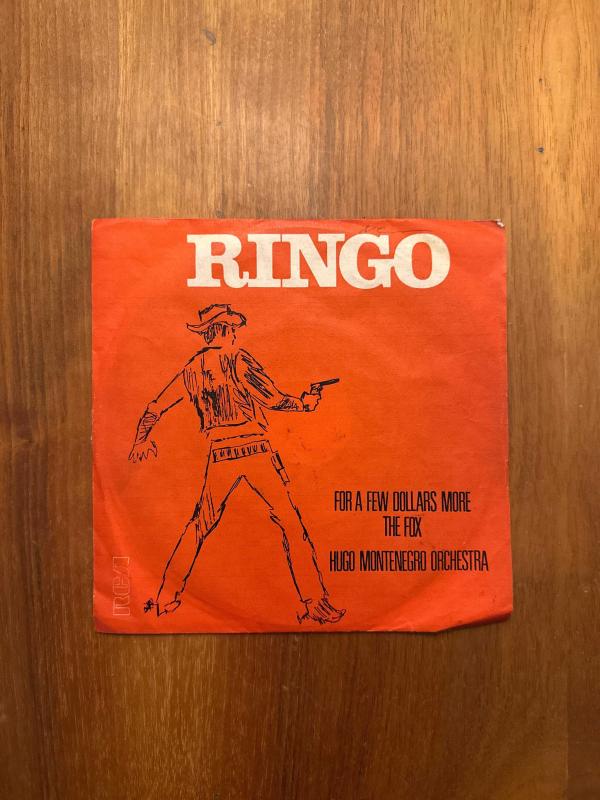 RINGO
FOR A FEW DOLLARS MORE
THE FOX
HUGO MONTENEGRO ORCHESTRA
RCA